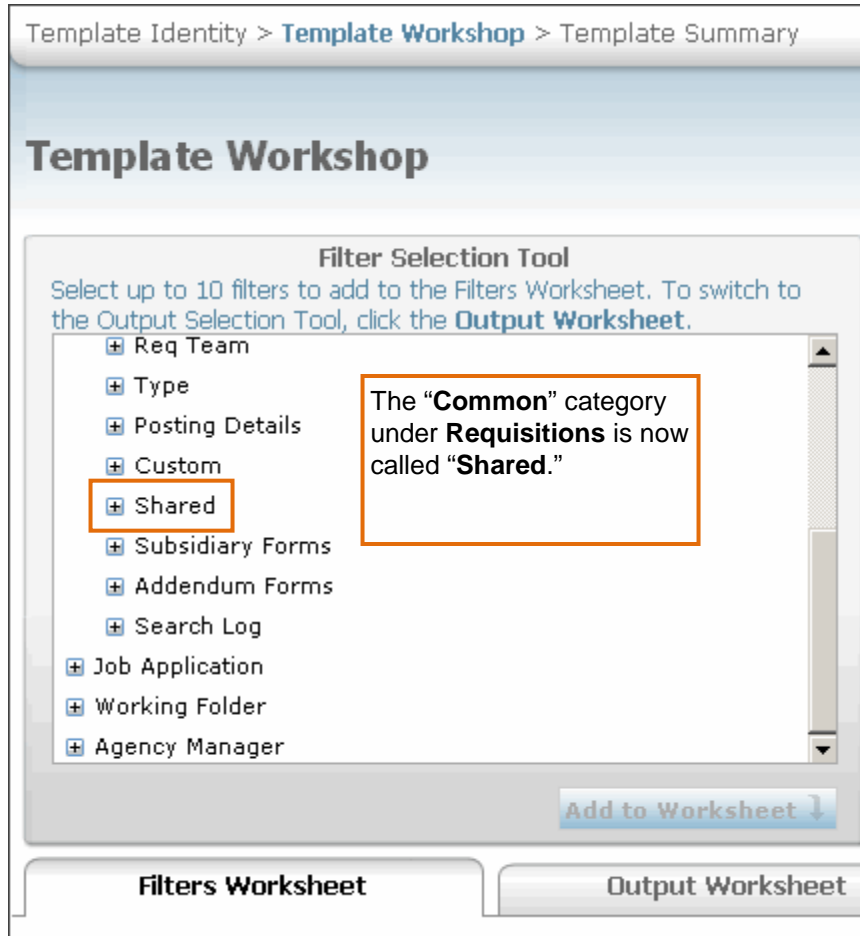 Template Identity > Template Workshop > Template Summary
Template Workshop
Filter Selection Tool
Select up to 10 filters to add to the Filters Worksheet. To switch to
the Output Selection Tool, click the Output Worksheet.
Req Team
Type
Posting Details
Custom
Shared
Subsidiary Forms
Addendum Forms
Search Log
Job Application
Working Folder
Agency Manager
The “Common” category
under Requisitions is now
called “Shared.”
Add to Worksheet
Filters Worksheet
Output Worksheet